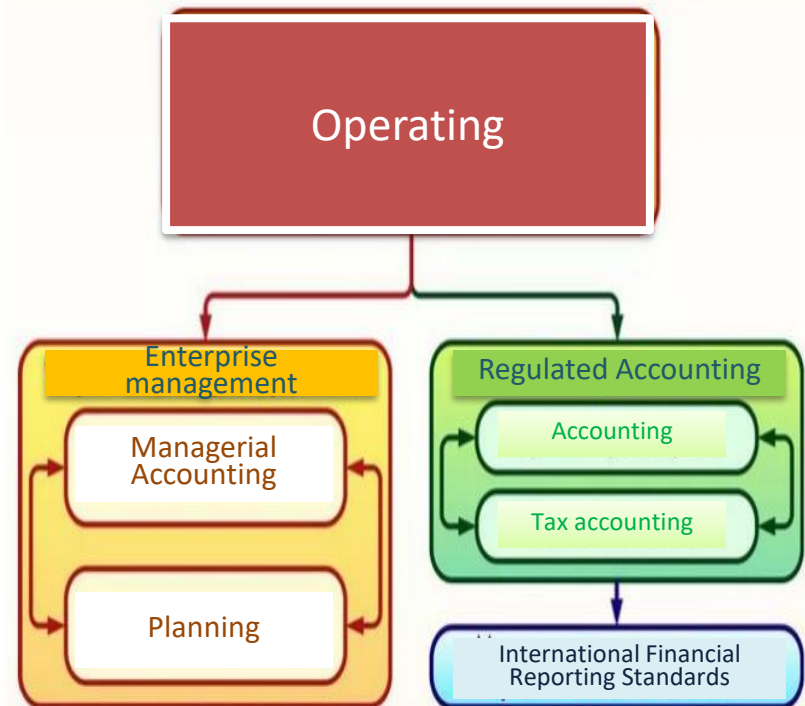 Operating
Enterprise
management
Managerial
Accounting
Planning
Regulated Accounting
Accounting
Tax accounting
International Financial
Reporting Standards